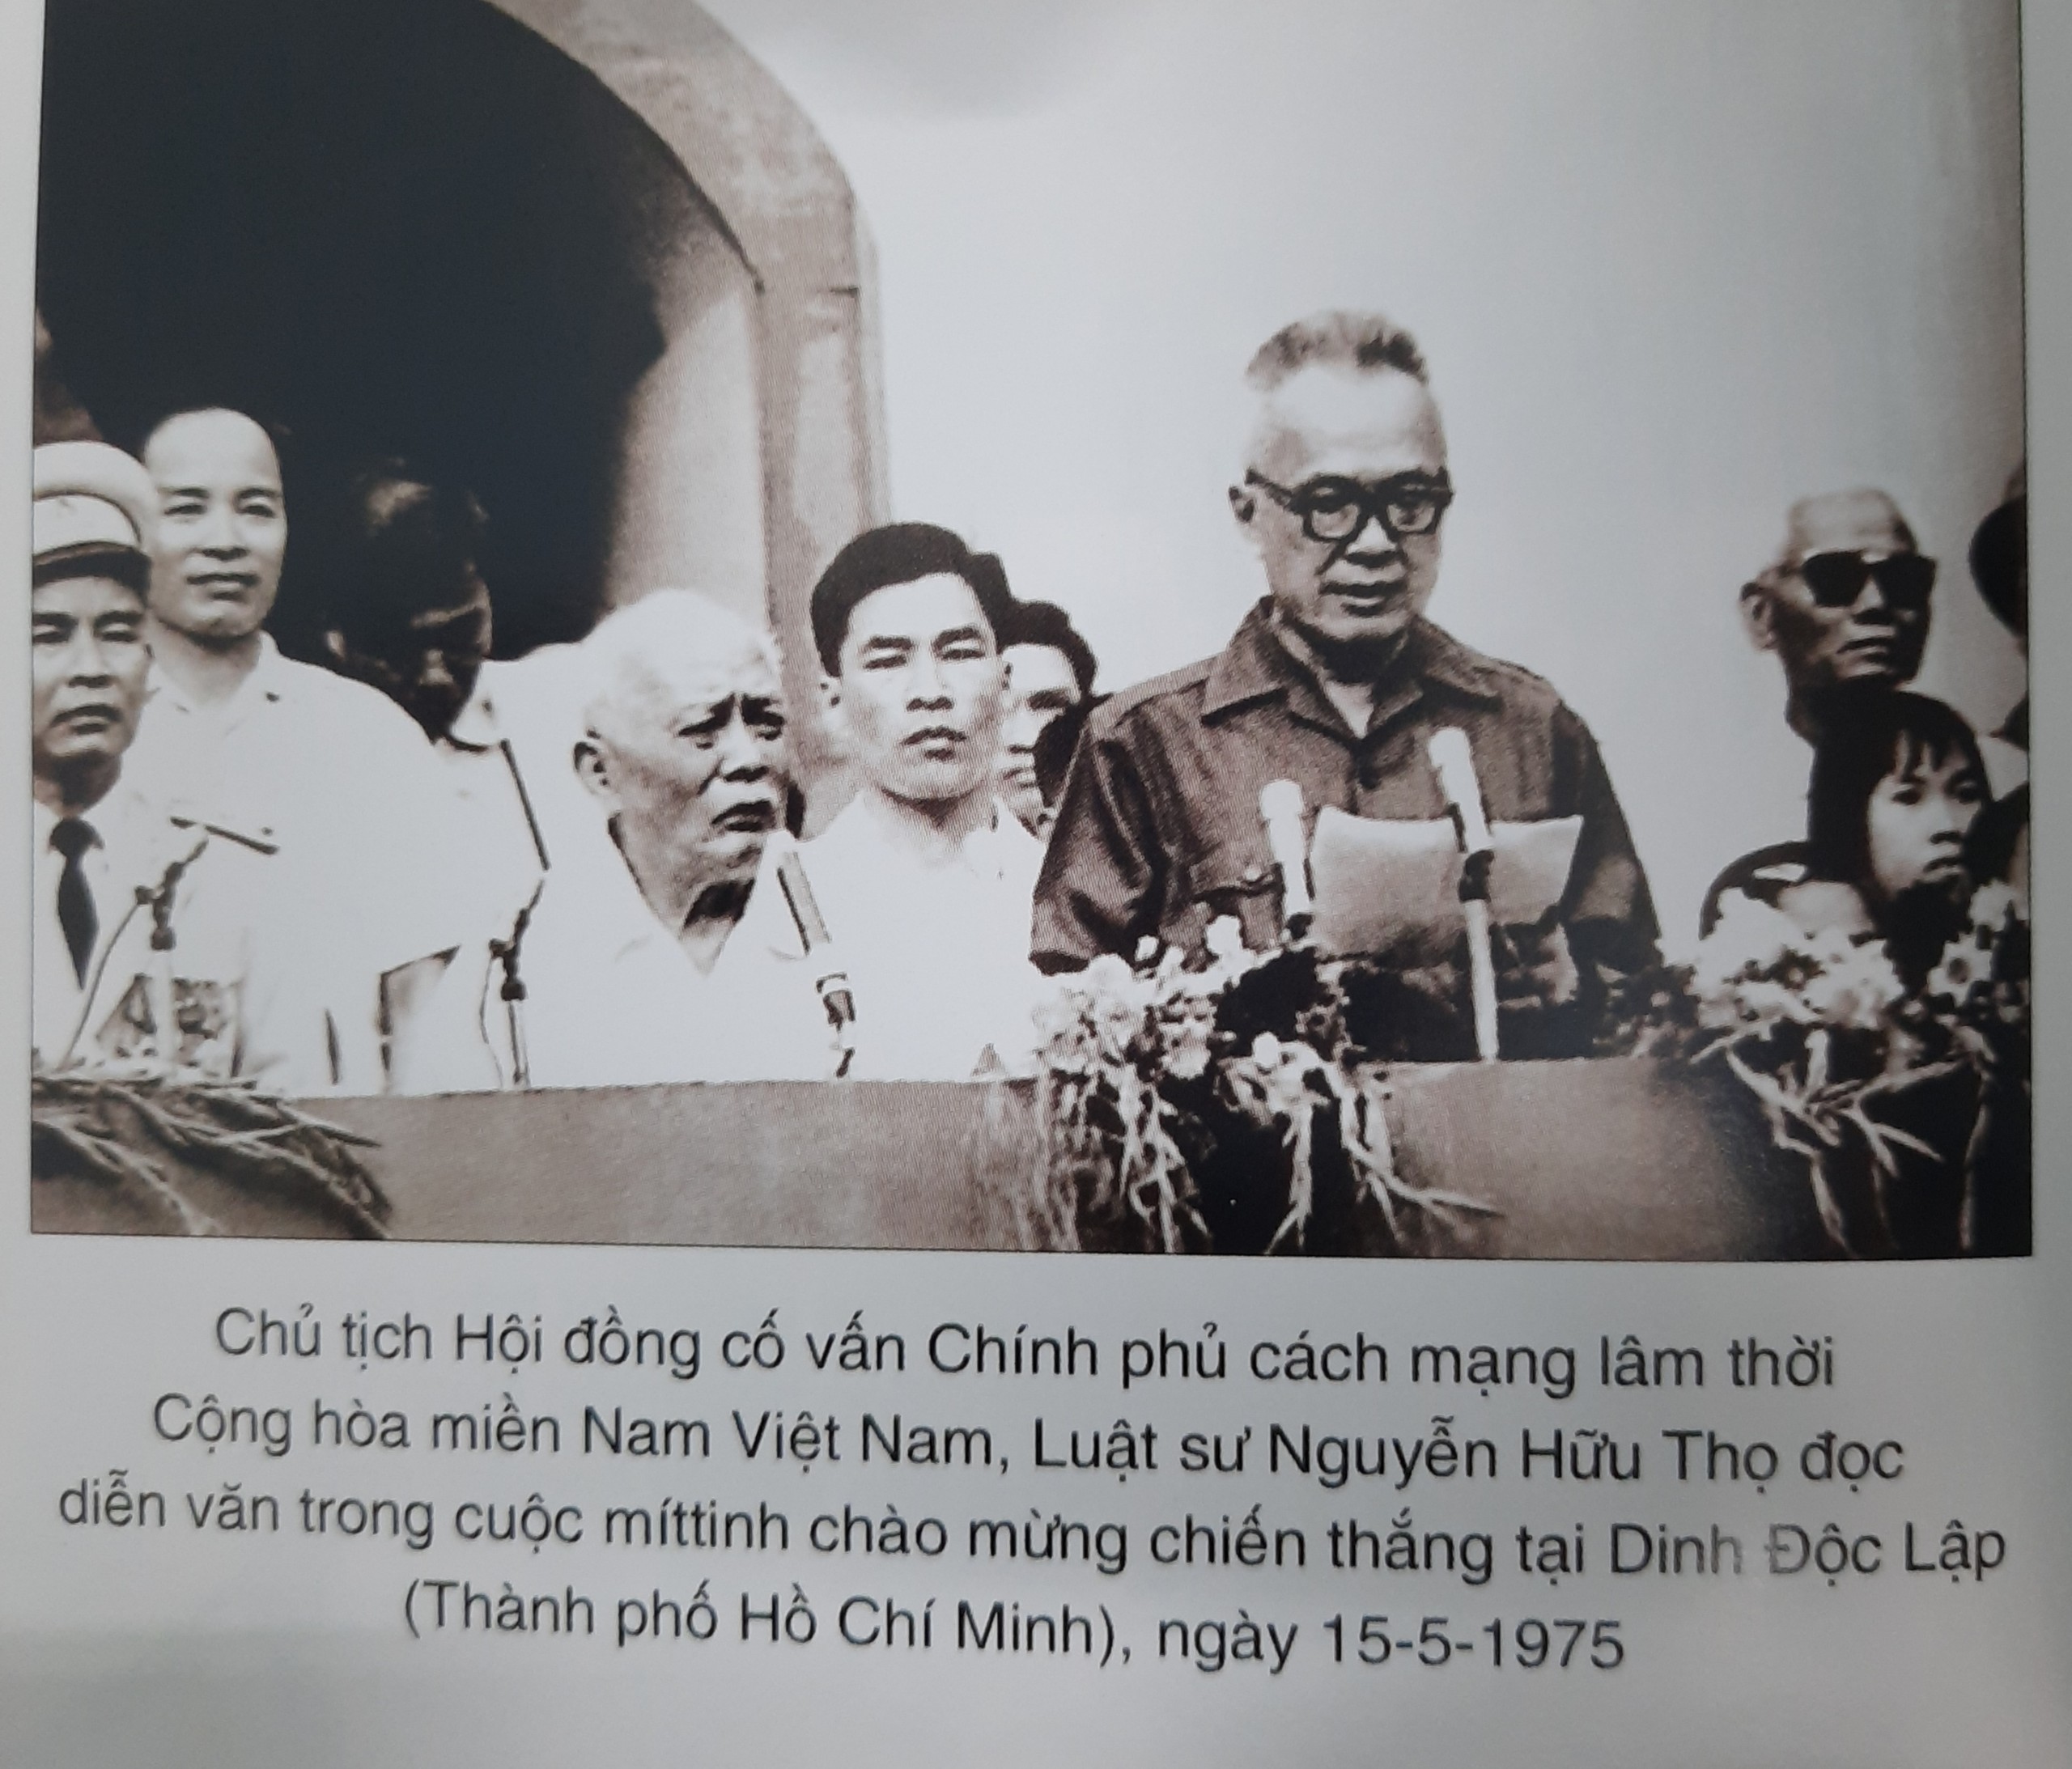 Chủ tịch Hội đồng cố vấn Chính phủ cách mạng lâm thời
Cộng hòa miền Nam Việt Nam, Luật sư Nguyễn Hữu Thọ đọc
diễn văn trong cuộc míttinh chào mừng chiến thắng tại Dinh Độc Lập
(Thành phố Hồ Chí Minh), ngày 15-5-1975